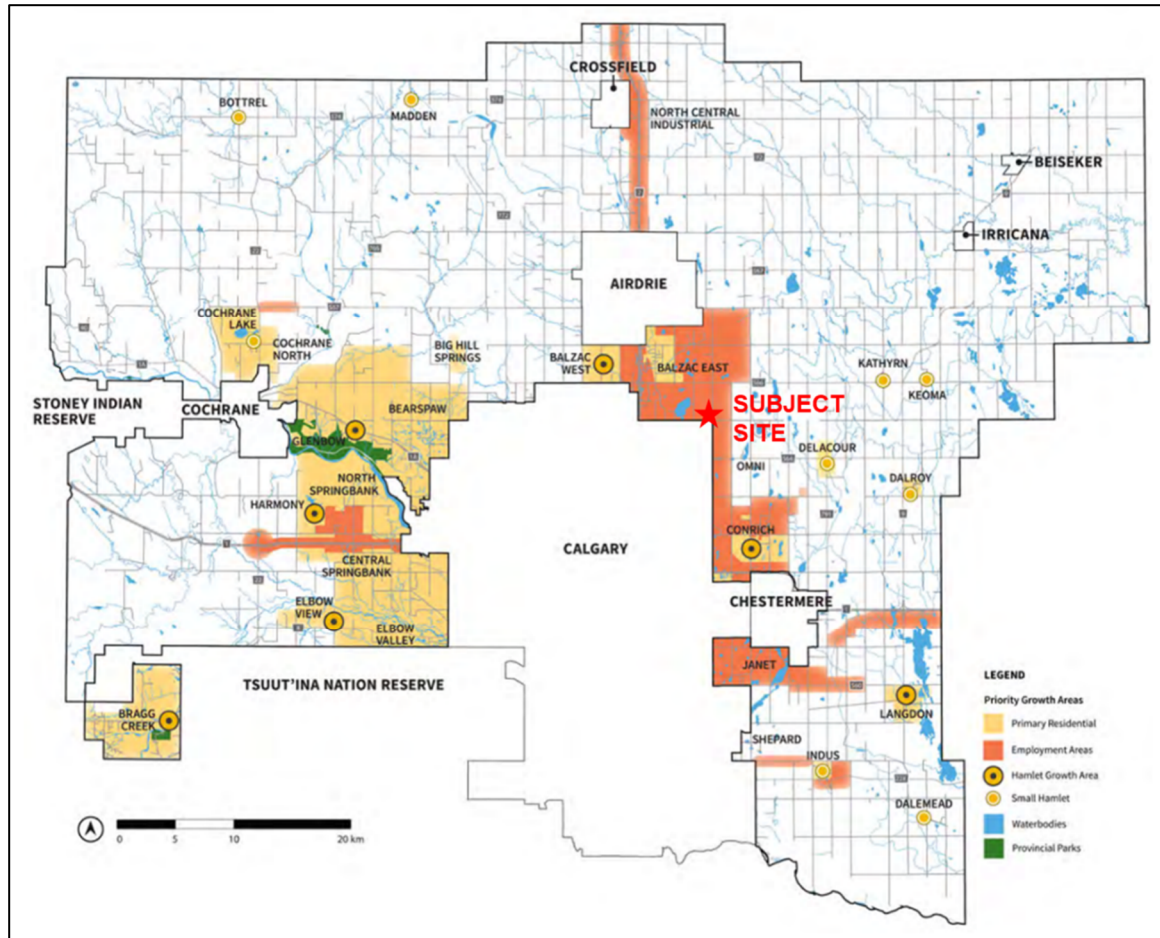 CROSSFIELD
BOTTREL
MADDEN
NORTH CENTRAL
INDUSTRIAL
BEISEKER
IRRICANA
AIRDRIE
COCHRANE
LAKE
COCHRANE
NORTH
BIG HILL
SPRINGS
BALZAC
WEST
BALZAC EAST
KATHYRN
KEOMA
STONEY INDIAN
RESERVE
COCHRANE
BEARSPAW
SUBJECT
SITE
GLENBOW
DELACOUR
OMNI
NORTH
SPRINGBANK
DALROY
HARMONY
CONRICH
CALGARY
CENTRAL
SPRINGBANK
CHESTERMERE
ELBOW
VIEW
ELBOW
VALLEY
JANET
TSUUT'INA NATION RESERVE
LANGDON
BRAGG
CREEK
SHEPARD
INDUS
DALEMEAD
LEGEND
Priority Growth Areas
Primary Residential
Employment Areas
Hamlet Growth Area
Small Hamlet
Waterbodies
Provincial Parks
0 5 10 20 km